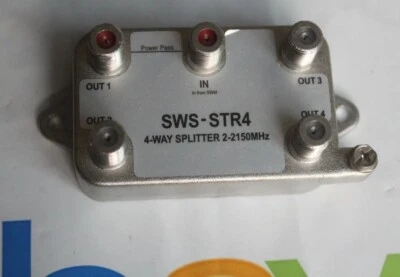 Power Pass
OUT 1
IN
OUT 3
SWS-STR4
OUT 4
4-WAY SPLITTER 2-2150MHz